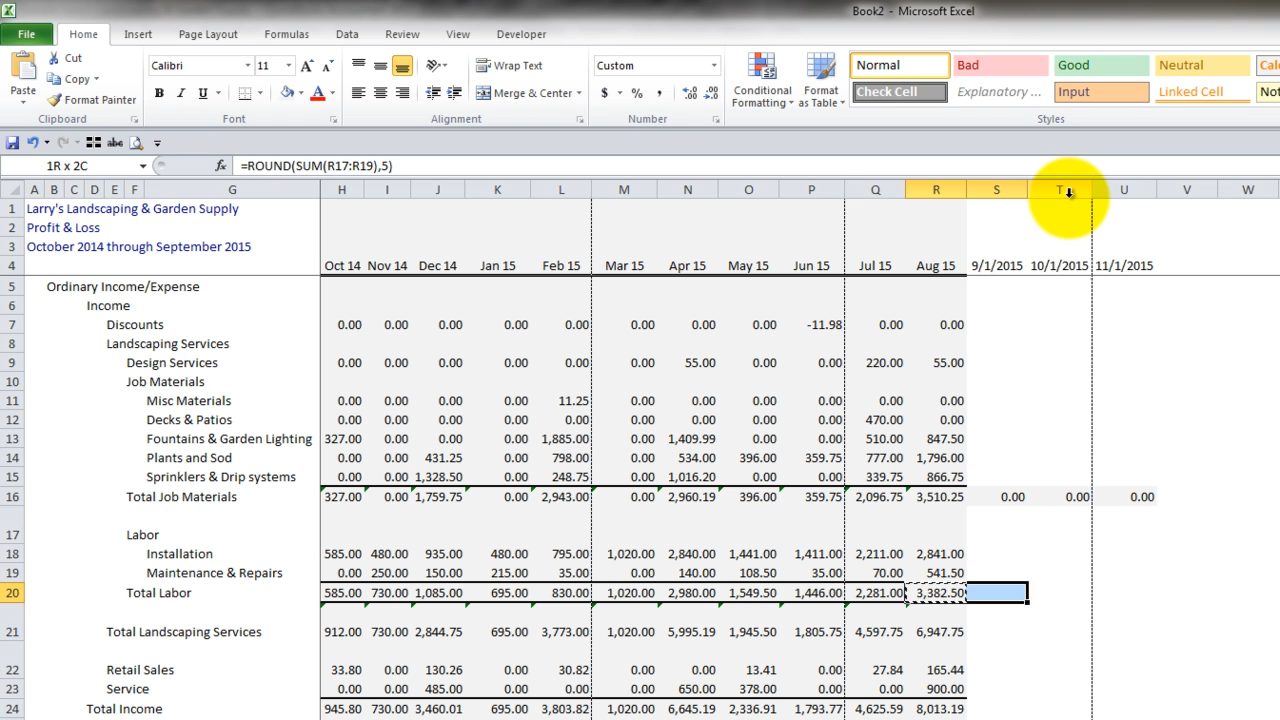 Book2 - Microsoft Excel
File Home Insert Page Layout Formulas Data Review View Developer
Paste
Cut
Copy
Format Painter
Clipboard
Calibri 11 A A
B I U A
Font
Wrap Text
Merge & Center
Alignment
Custom
$ % ,
Number
Conditional Formatting
Format as Table
Normal Bad Good Neutral
Check Cell Explanatory ... Input Linked Cell
Styles
1R x 2C fx =ROUND(SUM(R17:R19),5)
A B C D E F G H I J K L M N O P Q R S T U V W
1 Larry's Landscaping & Garden Supply
2 Profit & Loss
3 October 2014 through September 2015
4 Oct 14 Nov 14 Dec 14 Jan 15 Feb 15 Mar 15 Apr 15 May 15 Jun 15 Jul 15 Aug 15 9/1/2015 10/1/2015 11/1/2015
5 Ordinary Income/Expense
6 Income
7 Discounts 0.00 0.00 0.00 0.00 0.00 0.00 0.00 0.00 -11.98 0.00 0.00
8 Landscaping Services
9 Design Services 0.00 0.00 0.00 0.00 0.00 0.00 55.00 0.00 0.00 220.00 55.00
10 Job Materials
11 Misc Materials 0.00 0.00 0.00 0.00 11.25 0.00 0.00 0.00 0.00 0.00 0.00
12 Decks & Patios 0.00 0.00 0.00 0.00 0.00 0.00 0.00 0.00 0.00 470.00 0.00
13 Fountains & Garden Lighting 327.00 0.00 0.00 0.00 1,885.00 0.00 1,409.99 0.00 0.00 510.00 847.50
14 Plants and Sod 0.00 0.00 431.25 0.00 798.00 0.00 534.00 396.00 359.75 777.00 1,796.00
15 Sprinklers & Drip systems 0.00 0.00 1,328.50 0.00 248.75 0.00 1,016.20 0.00 0.00 339.75 866.75
16 Total Job Materials 327.00 0.00 1,759.75 0.00 2,943.00 0.00 2,960.19 396.00 359.75 2,096.75 3,510.25 0.00 0.00 0.00
17 Labor
18 Installation 585.00 480.00 935.00 480.00 795.00 1,020.00 2,840.00 1,441.00 1,411.00 2,211.00 2,841.00
19 Maintenance & Repairs 0.00 250.00 150.00 215.00 35.00 0.00 140.00 108.50 35.00 70.00 541.50
20 Total Labor 585.00 730.00 1,085.00 695.00 830.00 1,020.00 2,980.00 1,549.50 1,446.00 2,281.00 3,382.50
21 Total Landscaping Services 912.00 730.00 2,844.75 695.00 3,773.00 1,020.00 5,995.19 1,945.50 1,805.75 4,597.75 6,947.75
22 Retail Sales 33.80 0.00 130.26 0.00 30.82 0.00 0.00 13.41 0.00 27.84 165.44
23 Service 0.00 0.00 485.00 0.00 0.00 0.00 650.00 378.00 0.00 0.00 900.00
24 Total Income 945.80 730.00 3,460.01 695.00 3,803.82 1,020.00 6,645.19 2,336.91 1,793.77 4,625.59 8,013.19